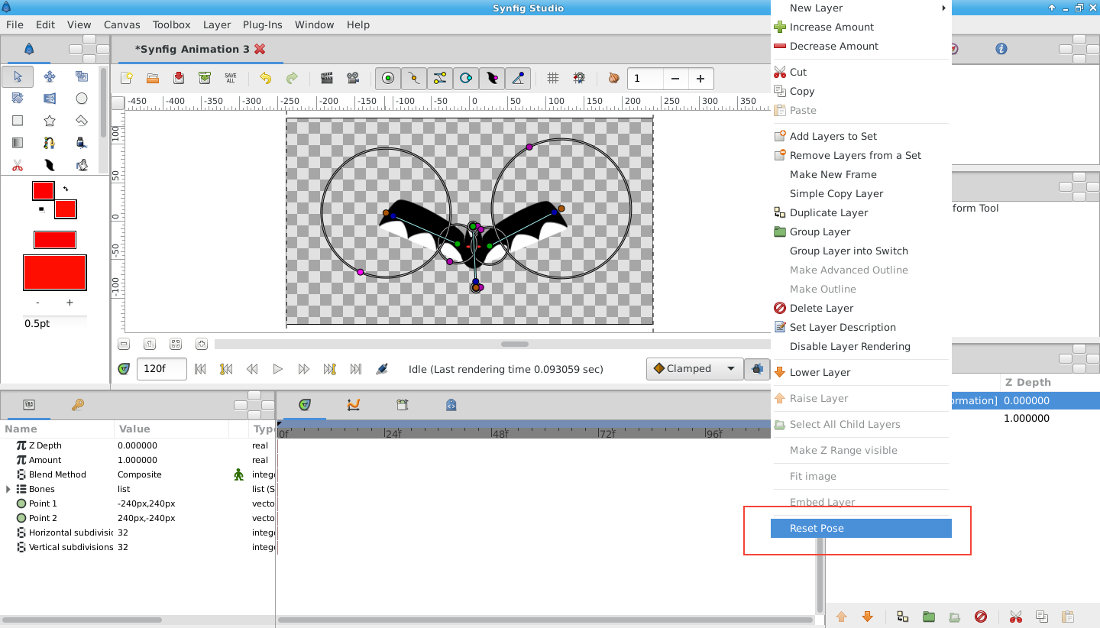 Synfig Studio
File Edit View Canvas Toolbox Layer Plug-Ins Window Help
*Synfig Animation 3
SAVE ALL
1
-450 -400 -350 -300 -250 -200 -150 -100 -50 0 50 100 150 200 250 300 350
100
50
0
-50
-100
-
+
0.5pt
120f
Idle (Last rendering time 0.093059 sec)
Clamped
Name Value Type
Z Depth 0.000000 real
Amount 1.000000 real
Blend Method Composite intege
Bones list list (S
Point 1 -240px,240px vecto
Point 2 240px,-240px vecto
Horizontal subdivisio 32 intege
Vertical subdivisions 32 intege
0f 24f 48f 72f 96f
New Layer
Increase Amount
Decrease Amount
Cut
Copy
Paste
Add Layers to Set
Remove Layers from a Set
Make New Frame
Simple Copy Layer
Duplicate Layer
Group Layer
Group Layer into Switch
Make Advanced Outline
Make Outline
Delete Layer
Set Layer Description
Disable Layer Rendering
Lower Layer
Raise Layer
Select All Child Layers
Make Z Range visible
Fit image
Embed Layer
Reset Pose
form Tool
Z Depth
ormation] 0.000000
1.000000